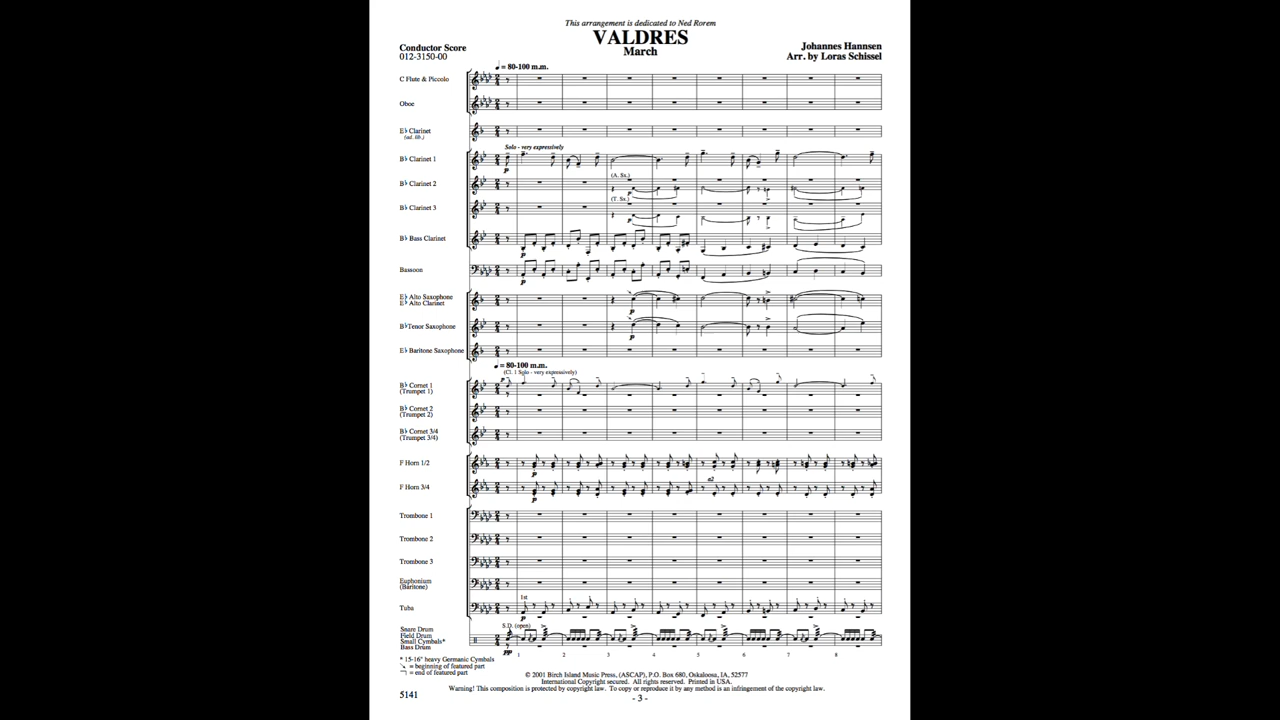 This arrangement is dedicated to Ned Rorem
VALDRES
March
Conductor Score
012-3150-00
Johannes Hannsen
Arr. by Loras Schissel
♩ = 80-100 m.m.
C Flute & Piccolo
Oboe
E♭ Clarinet
(ad. lib.)
Solo - very expressively
B♭ Clarinet 1
p
(A. Sx.)
B♭ Clarinet 2
p
(T. Sx.)
B♭ Clarinet 3
p
B♭ Bass Clarinet
p
Bassoon
p
E♭ Alto Saxophone
E♭ Alto Clarinet
p
B♭ Tenor Saxophone
p
E♭ Baritone Saxophone
♩ = 80-100 m.m.
(Cl. 1 Solo - very expressively)
p
B♭ Cornet 1
(Trumpet 1)
B♭ Cornet 2
(Trumpet 2)
B♭ Cornet 3/4
(Trumpet 3/4)
F Horn 1/2
p
a2
F Horn 3/4
p
Trombone 1
Trombone 2
Trombone 3
Euphonium
(Baritone)
1st
Tuba
p
S.D. (open)
Snare Drum
Field Drum
Small Cymbals*
Bass Drum
pp
1 2 3 4 5 6 7 8
* 15-16" heavy Germanic Cymbals
= beginning of featured part
= end of featured part
© 2001 Birch Island Music Press, (ASCAP), P.O. Box 680, Oskaloosa, IA, 52577
International Copyright secured. All rights reserved. Printed in USA.
Warning! This composition is protected by copyright law. To copy or reproduce it by any method is an infringement of the copyright law.
5141
- 3 -